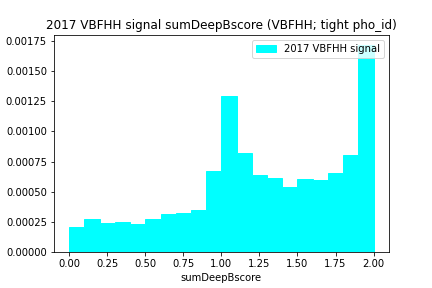 2017 VBFHH signal sumDeepBscore (VBFHH; tight pho_id)
2017 VBFHH signal
0.00175
0.00150
0.00125
0.00100
0.00075
0.00050
0.00025
0.00000
0.00 0.25 0.50 0.75 1.00 1.25 1.50 1.75 2.00
sumDeepBscore